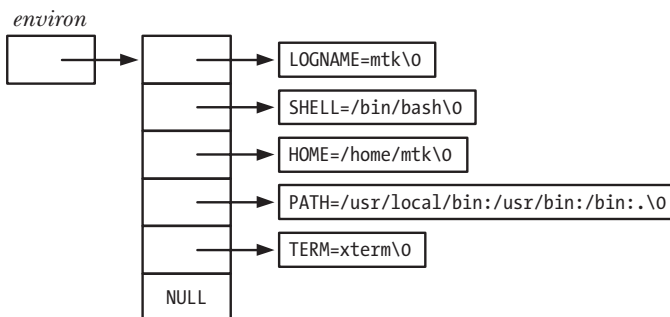 environ
LOGNAME=mtk\0
SHELL=/bin/bash\0
HOME=/home/mtk\0
PATH=/usr/local/bin:/usr/bin:/bin:.\0
TERM=xterm\0
NULL